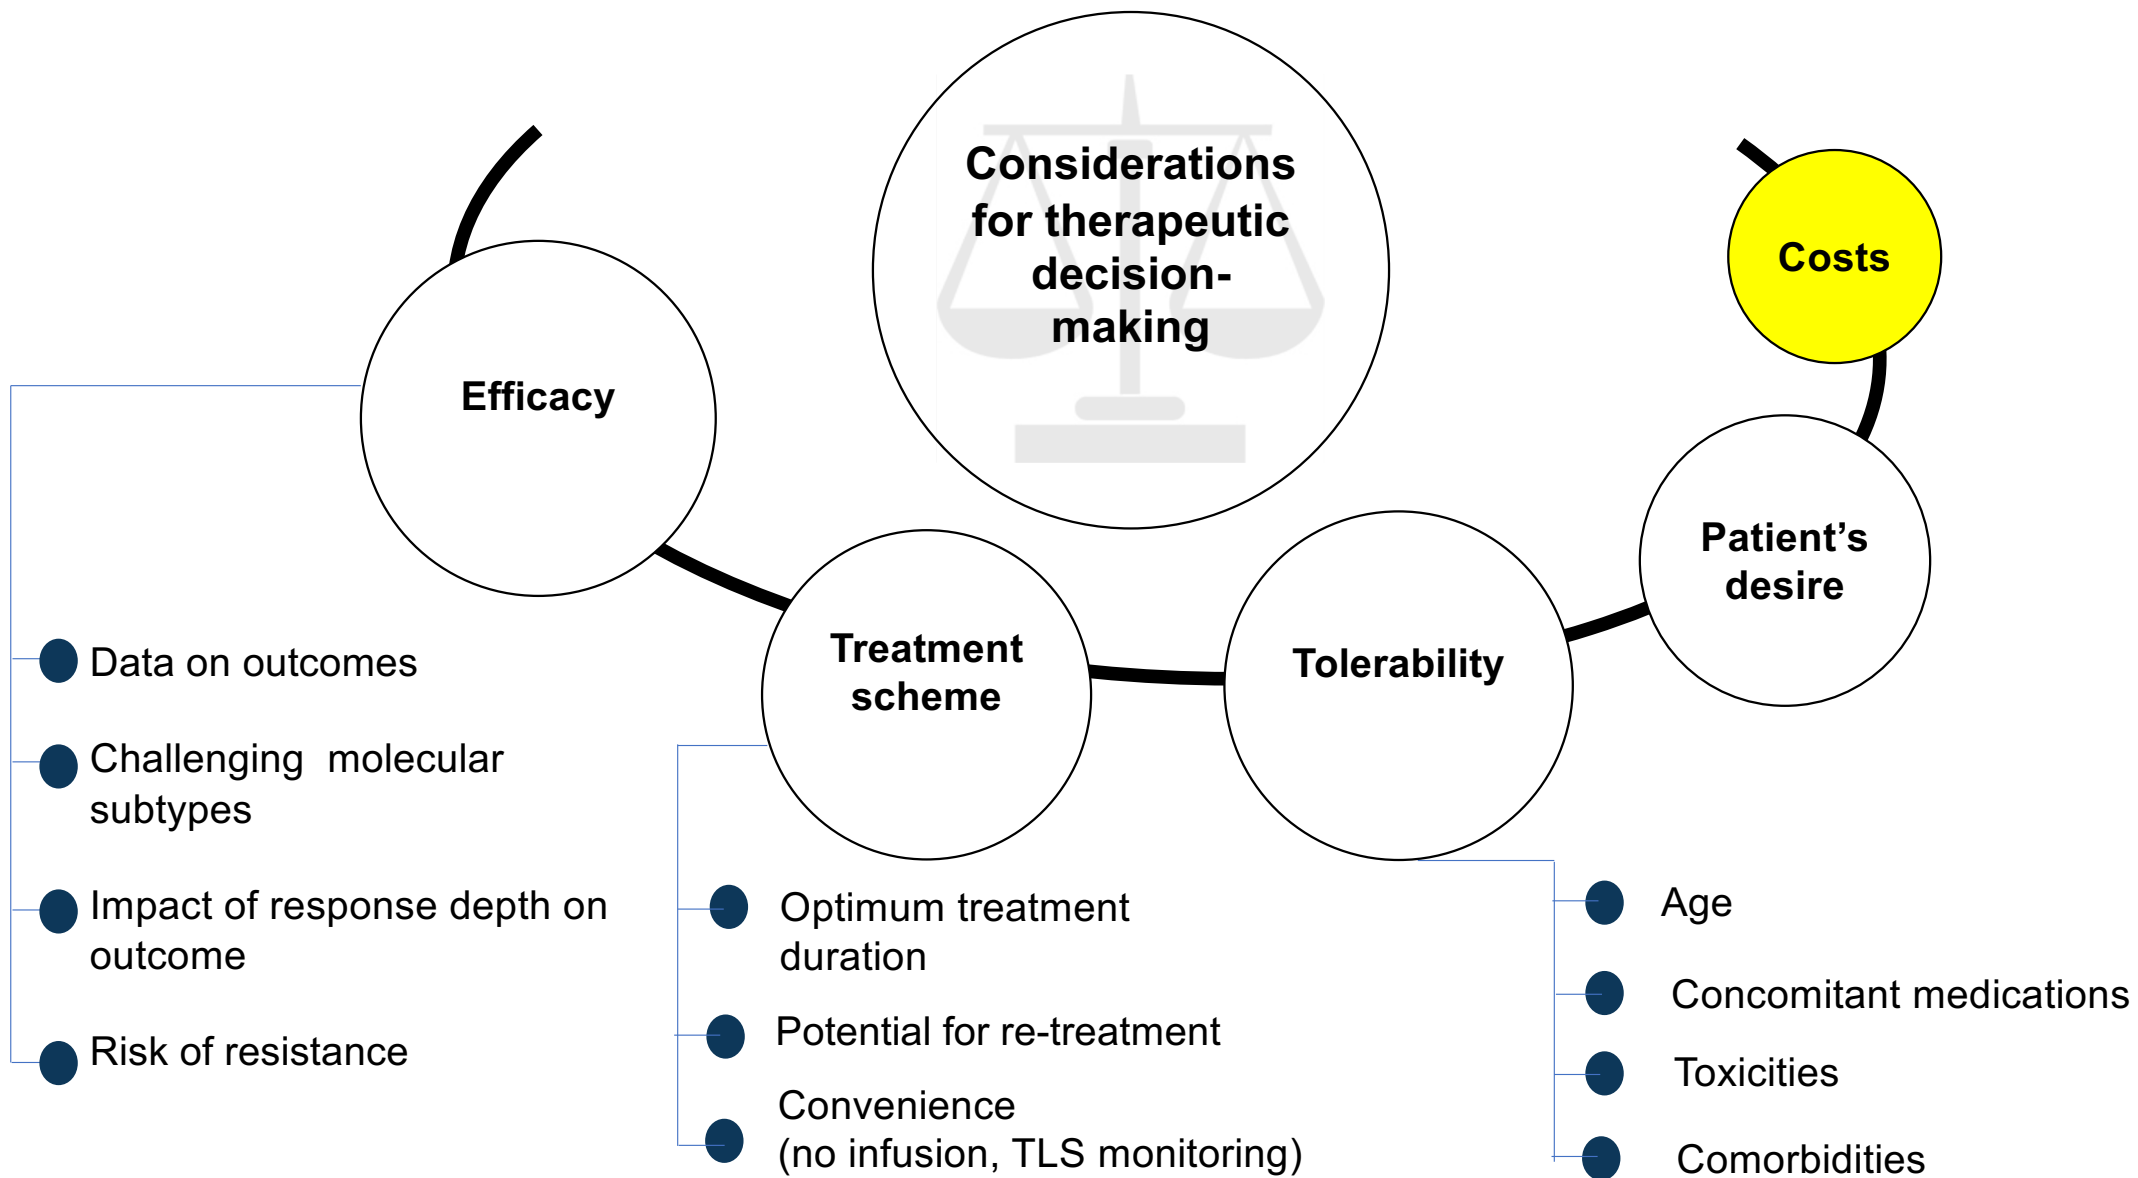 Considerations
for therapeutic
decision-
making
Costs
Efficacy
Patient’s
desire
Treatment
scheme
Tolerability
Data on outcomes
Challenging  molecular
subtypes
Impact of response depth on
outcome
Risk of resistance
Optimum treatment
duration
Potential for re-treatment
Convenience
(no infusion, TLS monitoring)
Age
Concomitant medications
Toxicities
Comorbidities